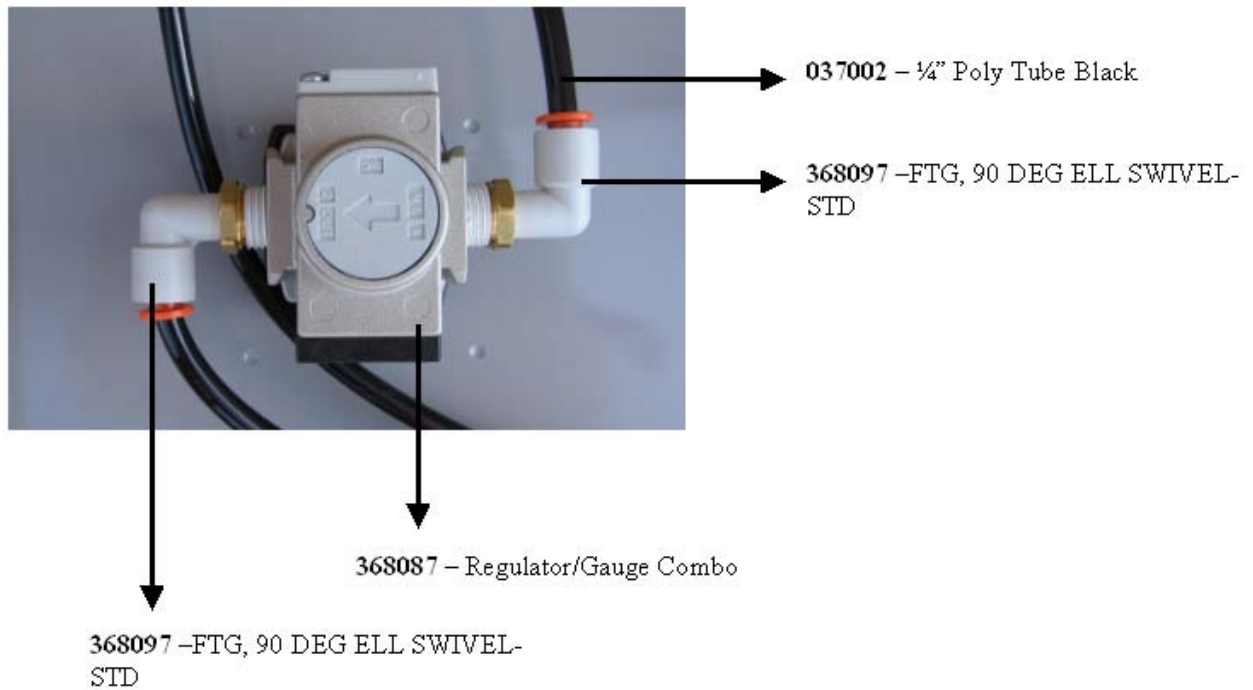 037002 – ¼” Poly Tube Black
368097 –FTG, 90 DEG ELL SWIVEL-
STD
368087 – Regulator/Gauge Combo
368097 –FTG, 90 DEG ELL SWIVEL-
STD